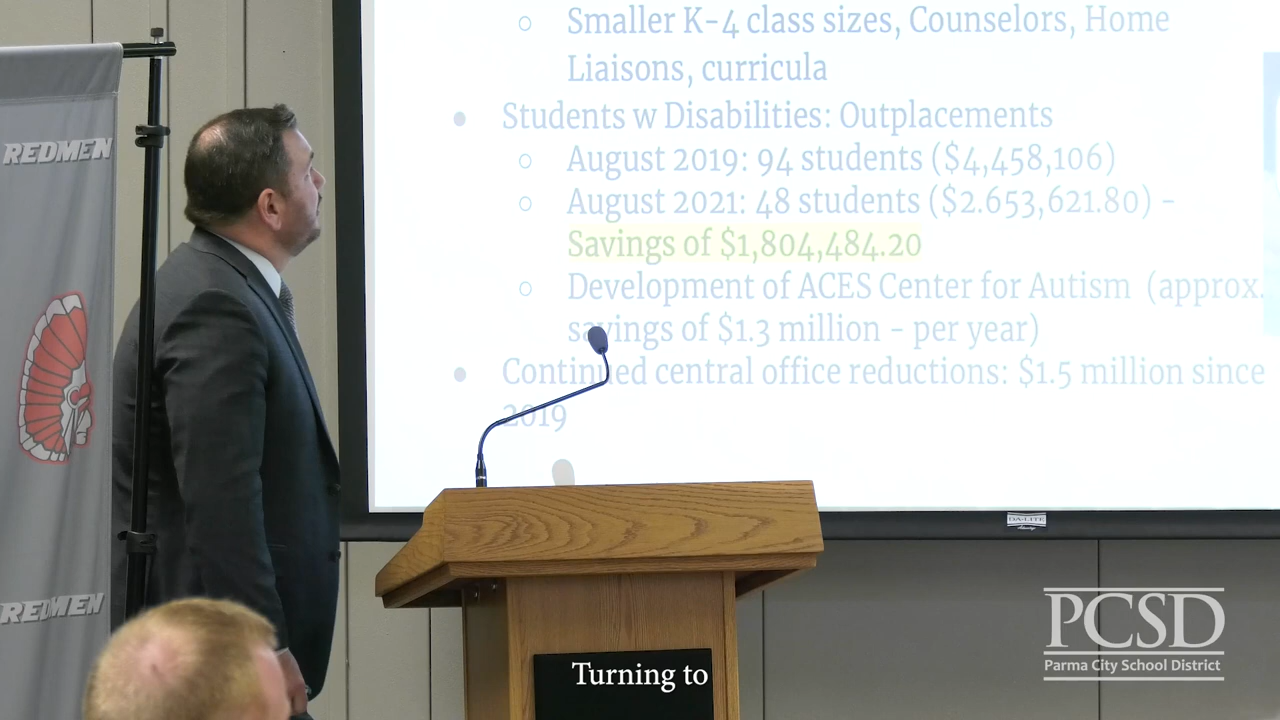 Smaller K-4 class sizes, Counselors, Home
Liaisons, curricula
Students w Disabilities: Outplacements
August 2019: 94 students ($4,458,106)
August 2021: 48 students ($2.653,621.80) -
Savings of $1,804,484.20
Development of ACES Center for Autism (approx.
savings of $1.3 million - per year)
Continued central office reductions: $1.5 million since
2019
REDMEN
REDMEN
DA-LITE
Turning to
PCSD
Parma City School District